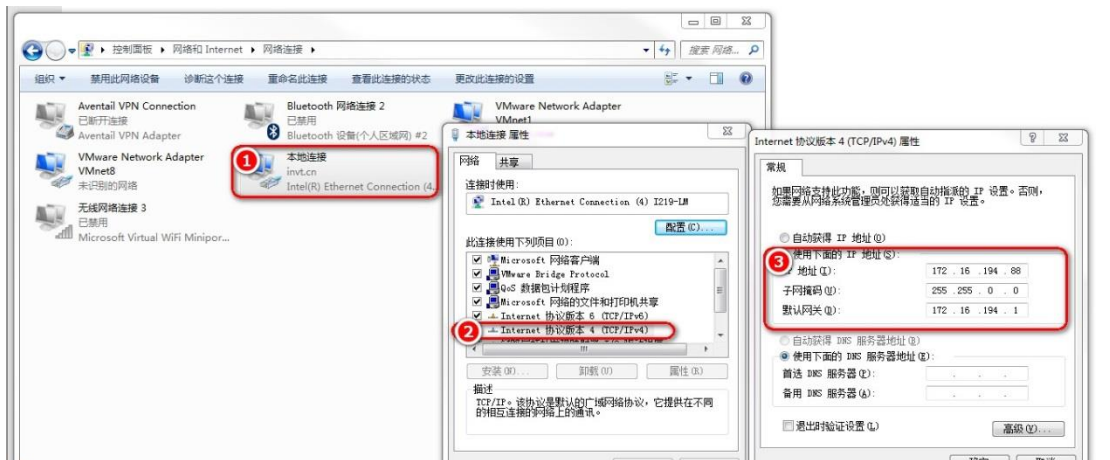 控制面板 ▸ 网络和 Internet ▸ 网络连接 ▸
搜索 网络...
组织 ▾ 禁用此网络设备 诊断这个连接 重命名此连接 查看此连接的状态 更改此连接的设置
Aventail VPN Connection
已断开连接
Aventail VPN Adapter
Bluetooth 网络连接 2
已禁用
Bluetooth 设备(个人区域网) #2
VMware Network Adapter
VMnet1
VMware Network Adapter
VMnet8
未识别的网络
1
本地连接
invt.cn
Intel(R) Ethernet Connection (4...
无线网络连接 3
已禁用
Microsoft Virtual WiFi Minipor...
本地连接 属性
网络 共享
连接时使用:
Intel(R) Ethernet Connection (4) I219-LM
配置(C)...
此连接使用下列项目(O):
Microsoft 网络客户端
VMware Bridge Protocol
QoS 数据包计划程序
Microsoft 网络的文件和打印机共享
Internet 协议版本 6 (TCP/IPv6)
2
Internet 协议版本 4 (TCP/IPv4)
安装(N)... 卸载(U) 属性(R)
描述
TCP/IP。该协议是默认的广域网络协议，它提供在不同
的相互连接的网络上的通讯。
Internet 协议版本 4 (TCP/IPv4) 属性
常规
如果网络支持此功能，则可以获取自动指派的 IP 设置。否则，
您需要从网络系统管理员处获得适当的 IP 设置。
自动获得 IP 地址(O)
3
使用下面的 IP 地址(S):
IP 地址(I): 172 . 16 .194 . 88
子网掩码(U): 255 .255 . 0 . 0
默认网关(D): 172 . 16 .194 . 1
自动获得 DNS 服务器地址(B)
使用下面的 DNS 服务器地址(E):
首选 DNS 服务器(P):
备用 DNS 服务器(A):
退出时验证设置(L)
高级(V)...